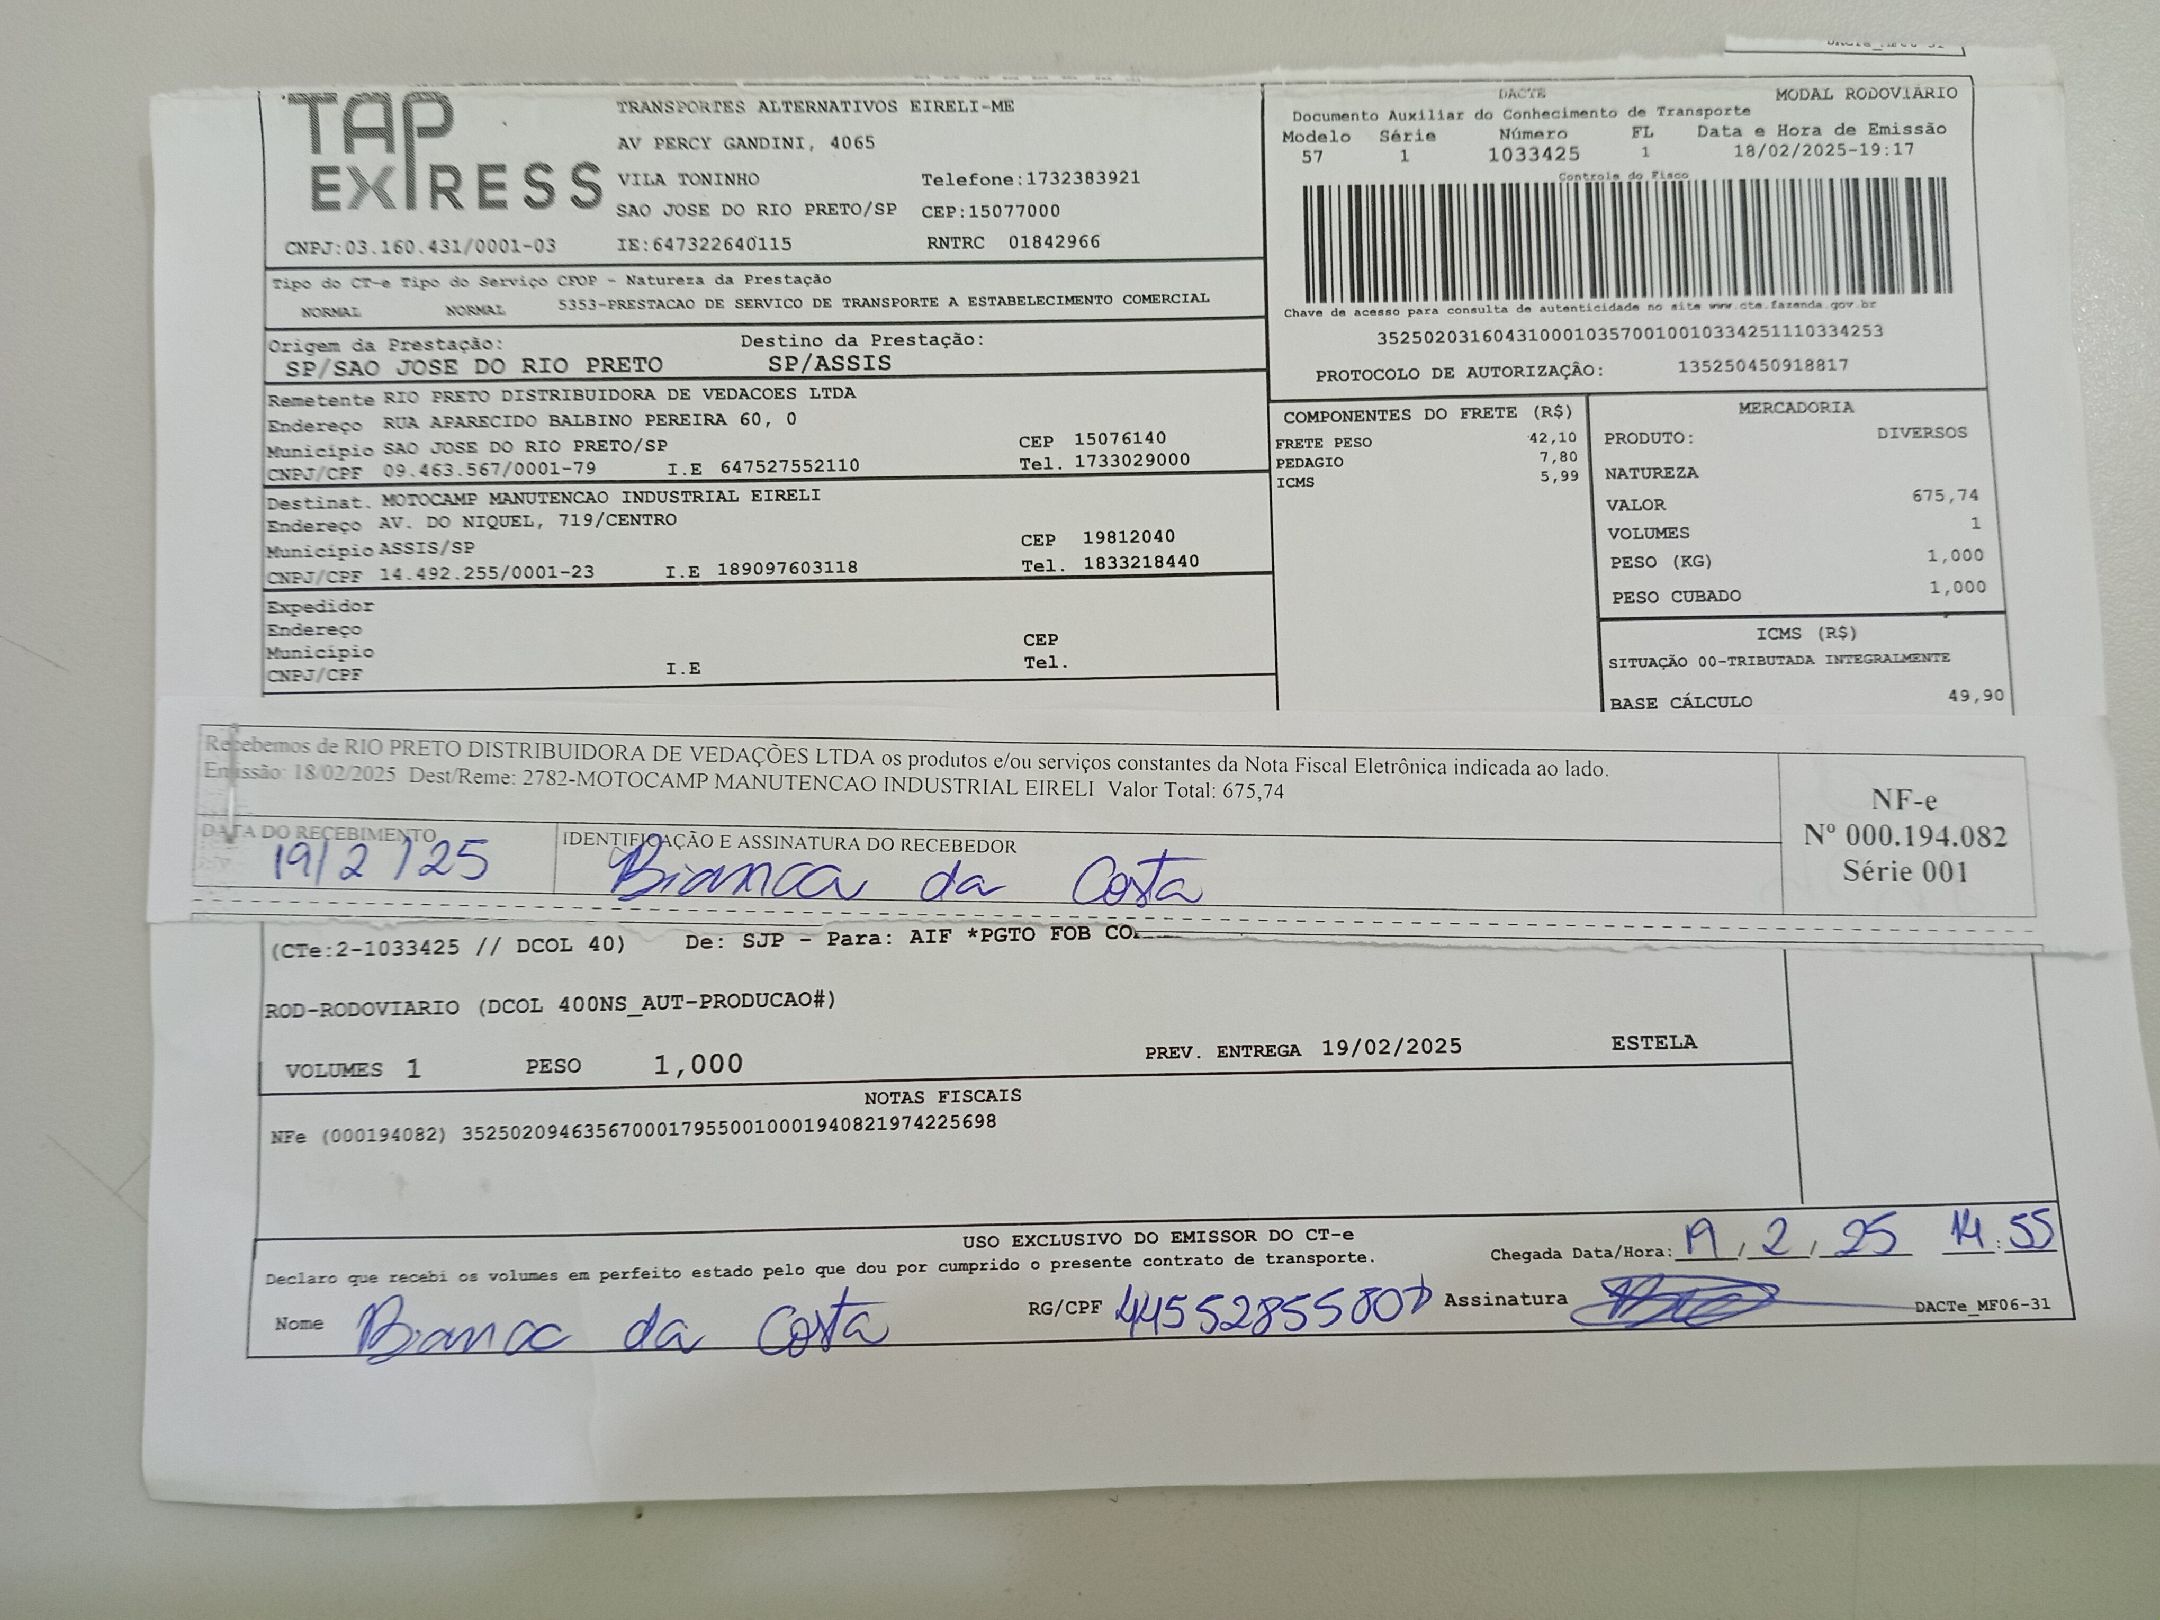 TAP EXPRESS
TRANSPORTES ALTERNATIVOS EIRELI-ME
AV PERCY GANDINI, 4065
VILA TONINHO Telefone:1732383921
SAO JOSE DO RIO PRETO/SP CEP:15077000
CNPJ:03.160.431/0001-03 IE:647322640115 RNTRC 01842966
DACTE MODAL RODOVIÁRIO
Documento Auxiliar do Conhecimento de Transporte
Modelo Série Número FL Data e Hora de Emissão
57 1 1033425 1 18/02/2025-19:17
Controle do Fisco
Chave de acesso para consulta de autenticidade no site www.cte.fazenda.gov.br
35250203160431000103570010010334251110334253
PROTOCOLO DE AUTORIZAÇÃO: 135250450918817
Tipo do CT-e Tipo do Serviço CFOP - Natureza da Prestação
NORMAL NORMAL 5353-PRESTACAO DE SERVICO DE TRANSPORTE A ESTABELECIMENTO COMERCIAL
Origem da Prestação: Destino da Prestação:
SP/SAO JOSE DO RIO PRETO SP/ASSIS
Remetente RIO PRETO DISTRIBUIDORA DE VEDACOES LTDA
Endereço RUA APARECIDO BALBINO PEREIRA 60, 0
Município SAO JOSE DO RIO PRETO/SP CEP 15076140
CNPJ/CPF 09.463.567/0001-79 I.E 647527552110 Tel. 1733029000
Destinat. MOTOCAMP MANUTENCAO INDUSTRIAL EIRELI
Endereço AV. DO NIQUEL, 719/CENTRO
Município ASSIS/SP CEP 19812040
CNPJ/CPF 14.492.255/0001-23 I.E 189097603118 Tel. 1833218440
Expedidor
Endereço
Município CEP
CNPJ/CPF I.E Tel.
COMPONENTES DO FRETE (R$)
FRETE PESO 42,10
PEDAGIO 7,80
ICMS 5,99
MERCADORIA
PRODUTO: DIVERSOS
NATUREZA
VALOR 675,74
VOLUMES 1
PESO (KG) 1,000
PESO CUBADO 1,000
ICMS (R$)
SITUAÇÃO 00-TRIBUTADA INTEGRALMENTE
BASE CÁLCULO 49,90
Recebemos de RIO PRETO DISTRIBUIDORA DE VEDAÇÕES LTDA os produtos e/ou serviços constantes da Nota Fiscal Eletrônica indicada ao lado.
Emissão: 18/02/2025 Dest/Reme: 2782-MOTOCAMP MANUTENCAO INDUSTRIAL EIRELI Valor Total: 675,74
DATA DO RECEBIMENTO IDENTIFICAÇÃO E ASSINATURA DO RECEBEDOR
19/2/25 Bianca da Costa
NF-e
Nº 000.194.082
Série 001
(CTe:2-1033425 // DCOL 40) De: SJP - Para: AIF *PGTO FOB
ROD-RODOVIARIO (DCOL 400NS_AUT-PRODUCAO#)
VOLUMES 1 PESO 1,000 PREV. ENTREGA 19/02/2025 ESTELA
NOTAS FISCAIS
NFe (000194082) 35250209463567000179550010001940821974225698
USO EXCLUSIVO DO EMISSOR DO CT-e
Declaro que recebi os volumes em perfeito estado pelo que dou por cumprido o presente contrato de transporte.
Chegada Data/Hora: 19, 2, 25 14:55
Nome Bianca da Costa RG/CPF Assinatura DACTe_MF06-31